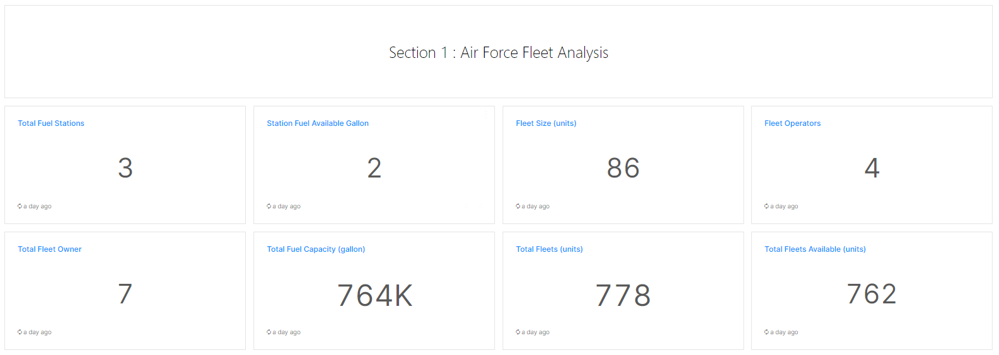 Section 1 : Air Force Fleet Analysis
Total Fuel Stations
3
a day ago
Station Fuel Available Gallon
2
a day ago
Fleet Size (units)
86
a day ago
Fleet Operators
4
a day ago
Total Fleet Owner
7
a day ago
Total Fuel Capacity (gallon)
764K
a day ago
Total Fleets (units)
778
a day ago
Total Fleets Available (units)
762
a day ago